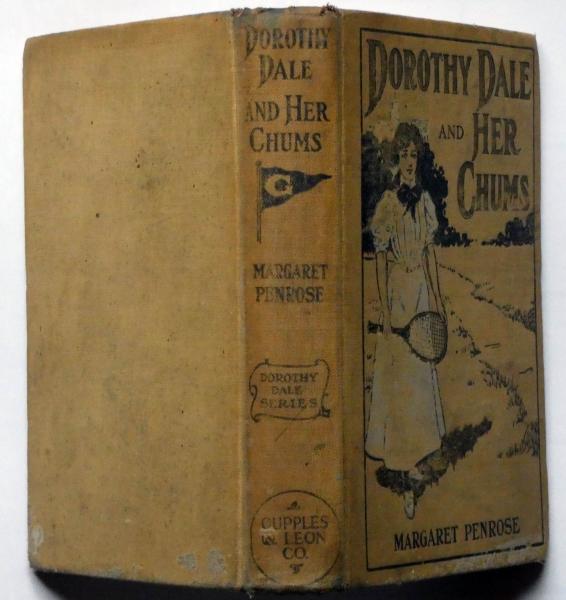 DOROTHY
DALE
AND HER
CHUMS
G
MARGARET
PENROSE
DOROTHY
DALE
SERIES
CUPPLES
& LEON
CO.
DOROTHY DALE
AND HER
CHUMS
MARGARET PENROSE